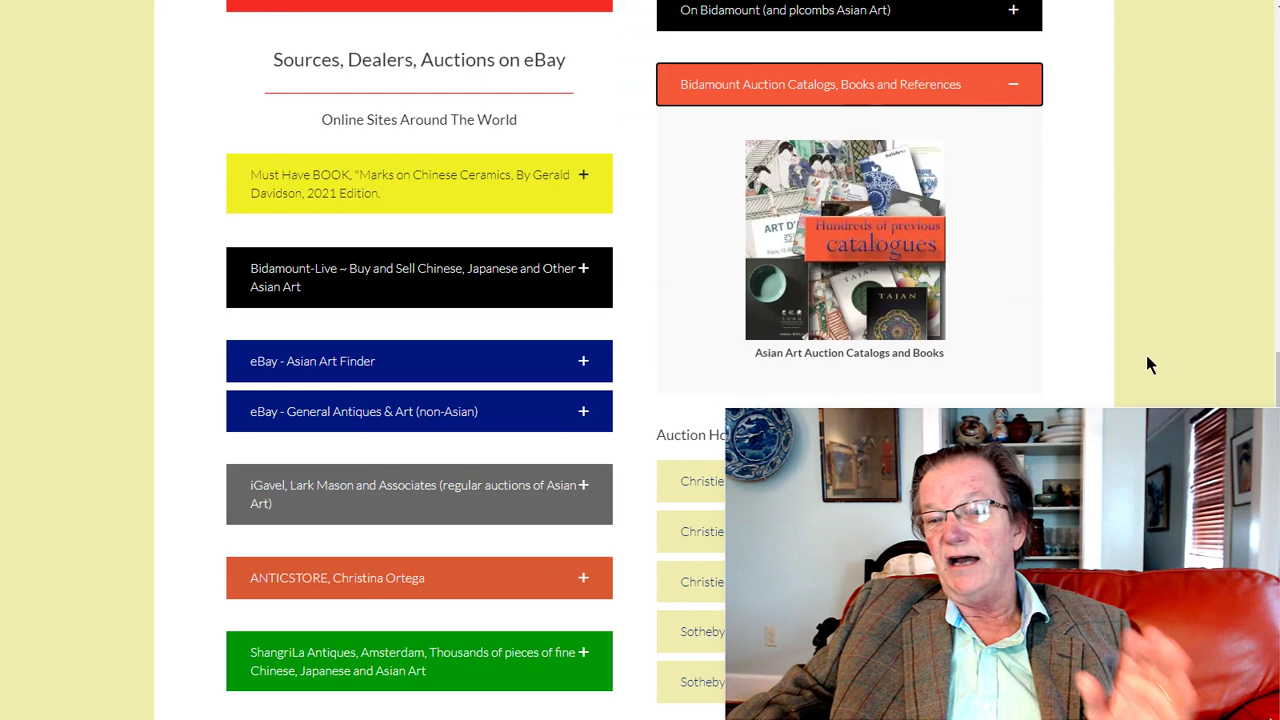 Sources, Dealers, Auctions on eBay
Online Sites Around The World
Must Have BOOK, "Marks on Chinese Ceramics, By Gerald
Davidson, 2021 Edition.
Bidamount-Live ~ Buy and Sell Chinese, Japanese and Other
Asian Art
eBay - Asian Art Finder
eBay - General Antiques & Art (non-Asian)
iGavel, Lark Mason and Associates (regular auctions of Asian
Art)
ANTICSTORE, Christina Ortega
ShangriLa Antiques, Amsterdam, Thousands of pieces of fine
Chinese, Japanese and Asian Art
On Bidamount (and plcombs Asian Art)
Bidamount Auction Catalogs, Books and References
Sotheby's
ART D'
Hundreds of previous
catalogues
TAJAN
TAJAN
SONG
Asian Art Auction Catalogs and Books
Auction Ho
Christie
Christie
Christie
Sotheby
Sotheby